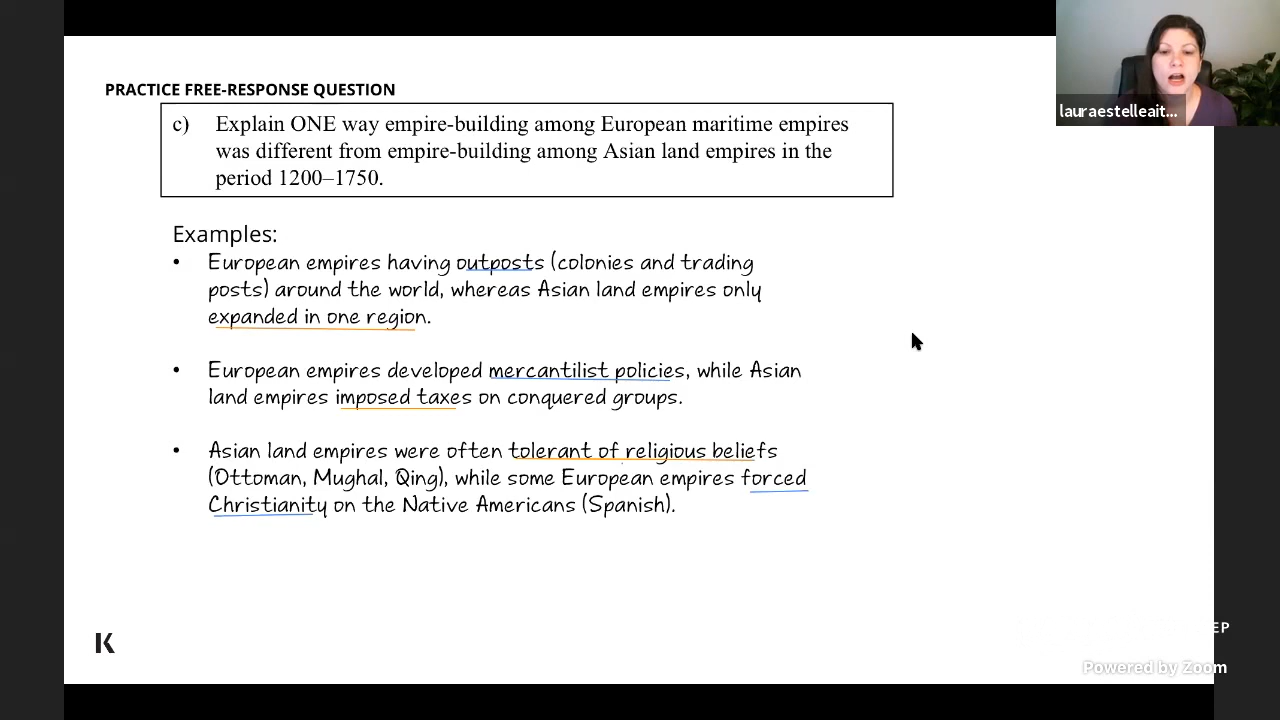 PRACTICE FREE-RESPONSE QUESTION
lauraestelleait...
c) Explain ONE way empire-building among European maritime empires
was different from empire-building among Asian land empires in the
period 1200–1750.
Examples:
• European empires having outposts (colonies and trading
posts) around the world, whereas Asian land empires only
expanded in one region.
• European empires developed mercantilist policies, while Asian
land empires imposed taxes on conquered groups.
• Asian land empires were often tolerant of religious beliefs
(Ottoman, Mughal, Qing), while some European empires forced
Christianity on the Native Americans (Spanish).
K
EP
Powered by Zoom